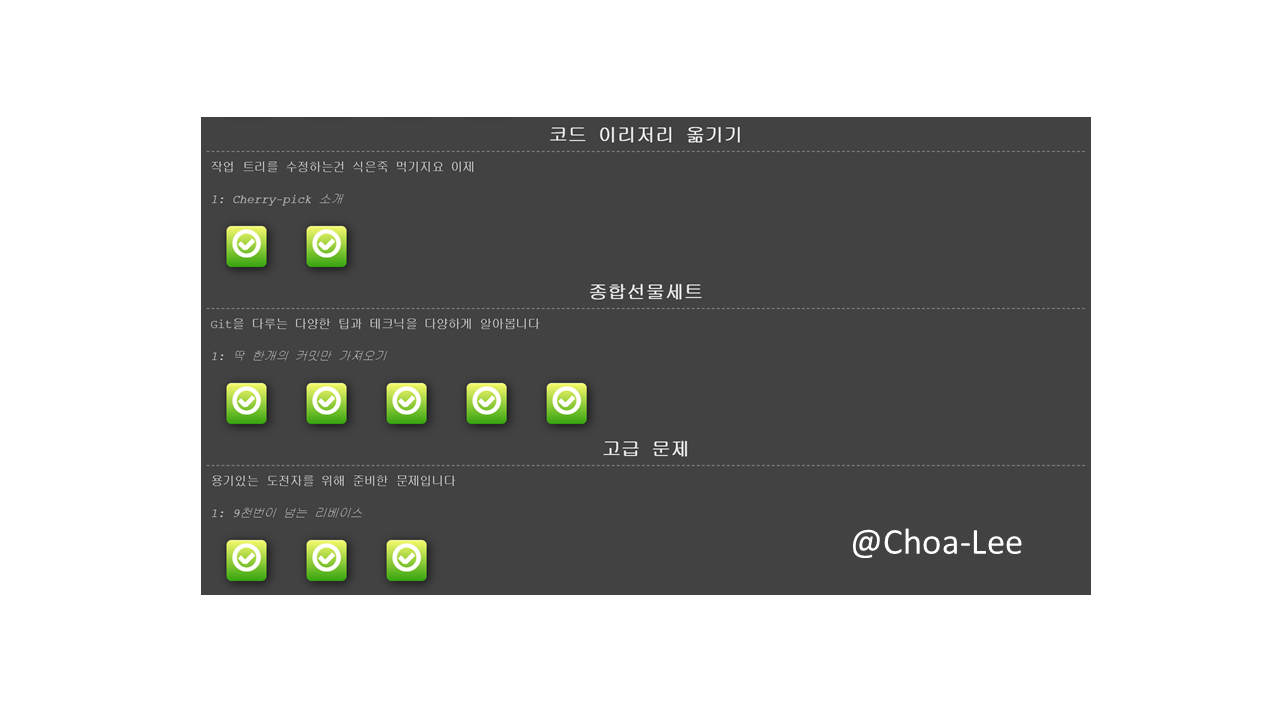 코드 이리저리 옮기기
작업 트리를 수정하는건 식은죽 먹기지요 이제
1: Cherry-pick 소개
종합선물세트
Git을 다루는 다양한 팁과 테크닉을 다양하게 알아봅니다
1: 딱 한개의 커밋만 가져오기
고급 문제
용기있는 도전자를 위해 준비한 문제입니다
1: 9천번이 넘는 리베이스
@Choa-Lee